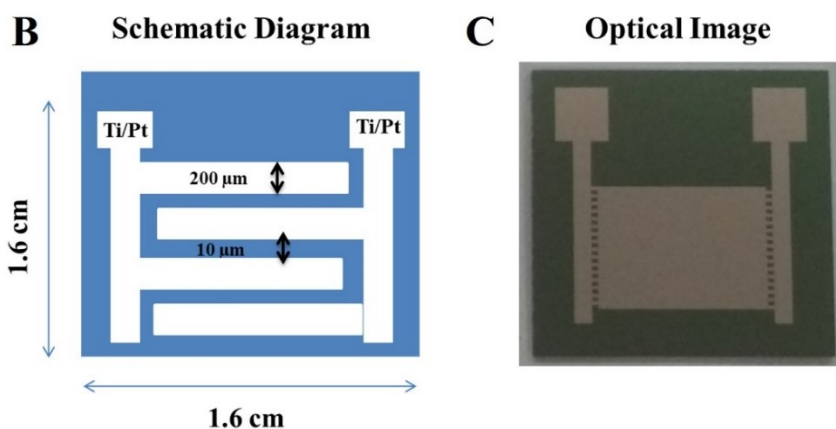 B Schematic Diagram
C Optical Image
Ti/Pt Ti/Pt
200 µm
10 µm
1.6 cm
1.6 cm